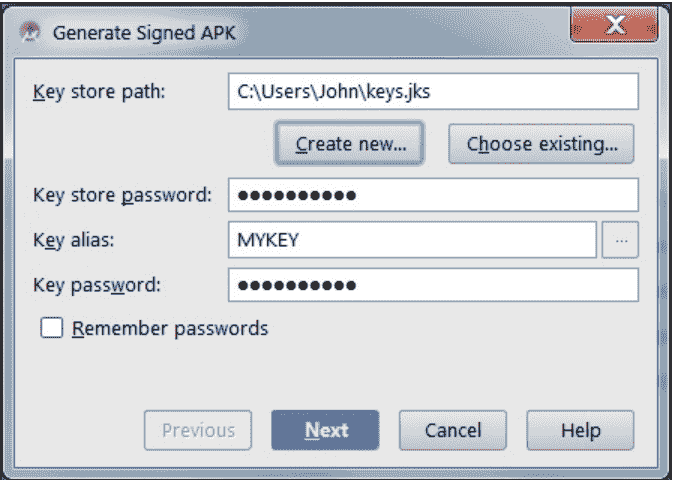 Generate Signed APK
Key store path: C:\Users\John\keys.jks
Create new... Choose existing...
Key store password: ••••••••••
Key alias: MYKEY ...
Key password: ••••••••••
Remember passwords
Previous Next Cancel Help